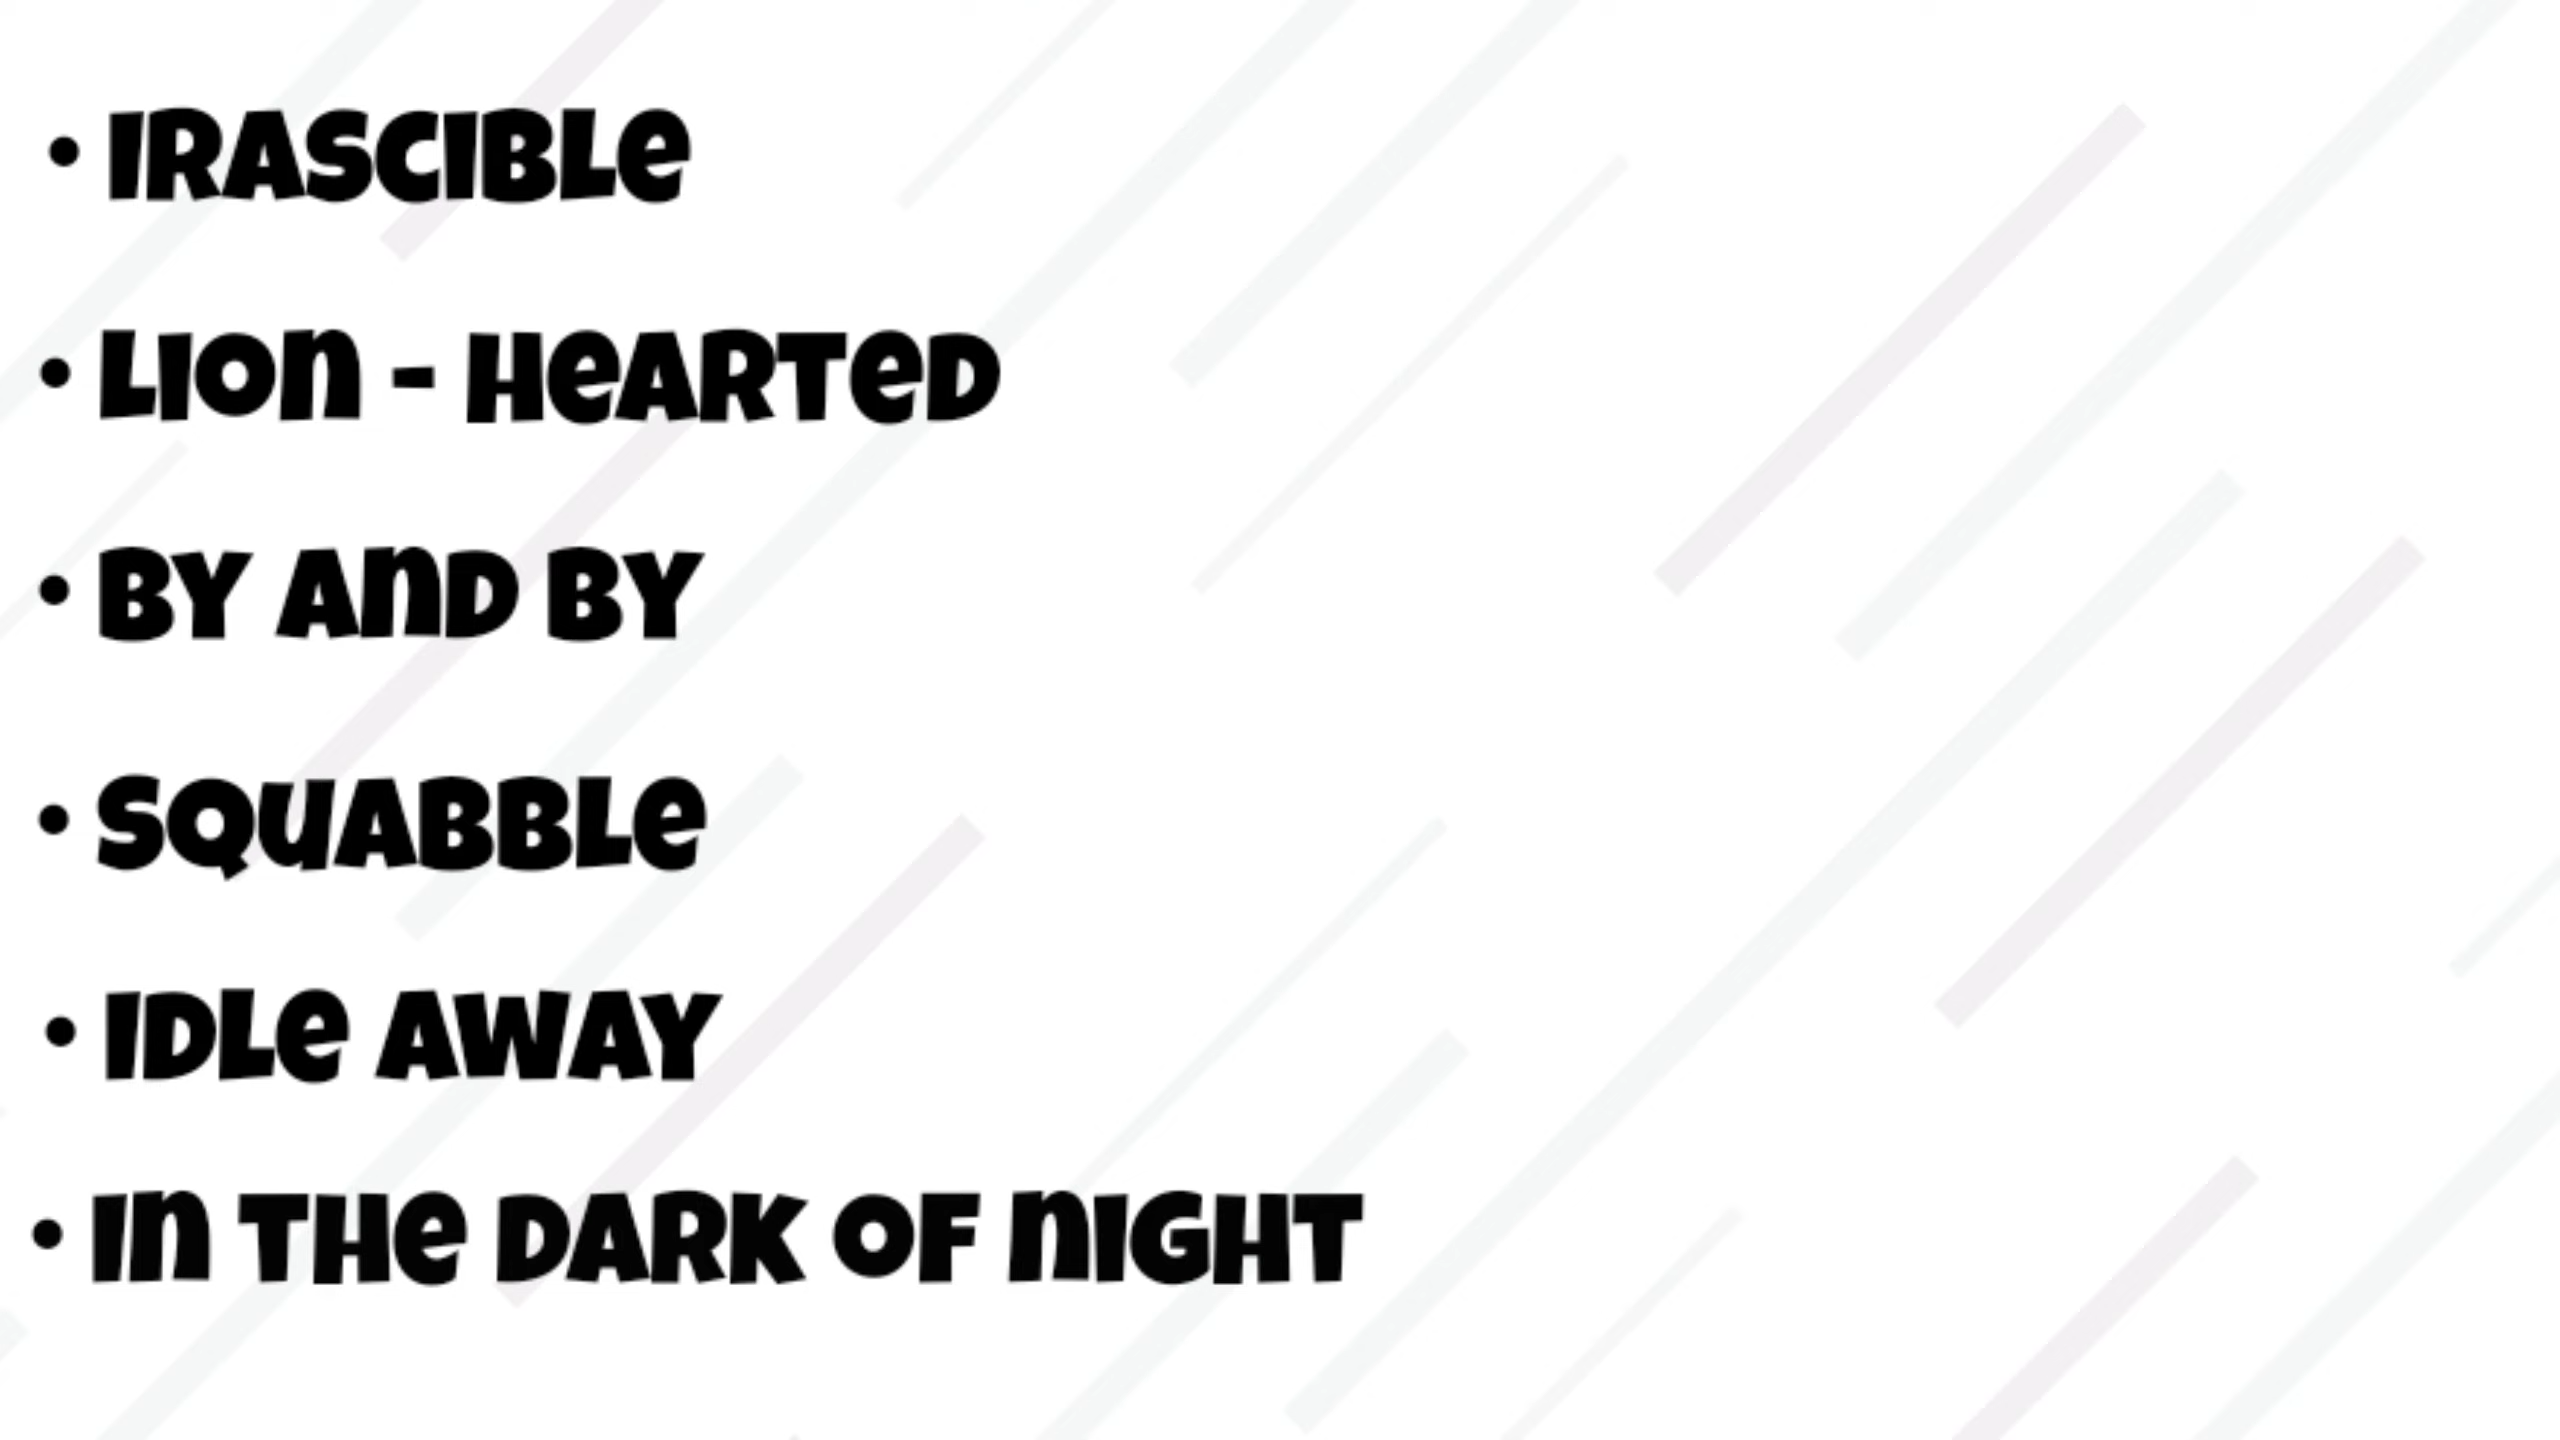 • IRASCIBLE
• LION - HEARTED
• BY AND BY
• SQUABBLE
• IDLE AWAY
• IN THE DARK OF NIGHT